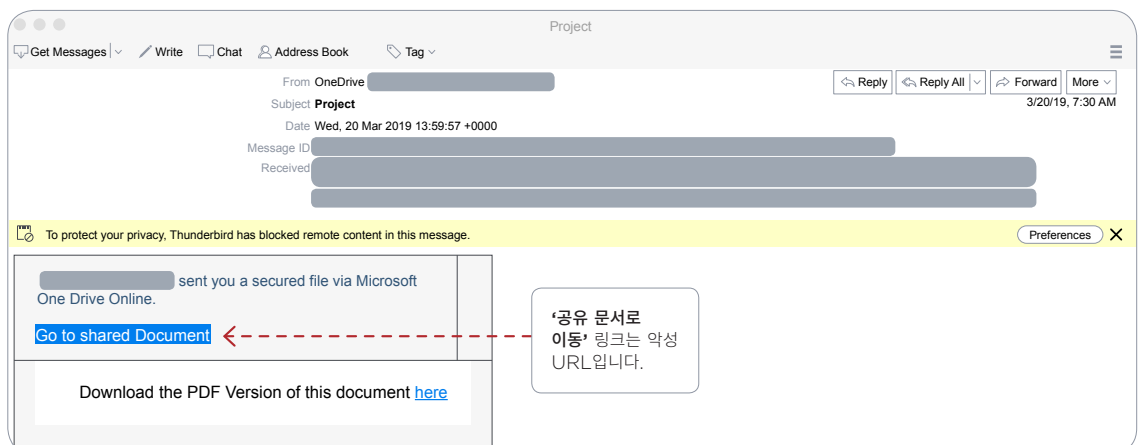 Project
Get Messages Write Chat Address Book Tag
From OneDrive Reply Reply All Forward More
Subject Project 3/20/19, 7:30 AM
Date Wed, 20 Mar 2019 13:59:57 +0000
Message ID
Received
To protect your privacy, Thunderbird has blocked remote content in this message. Preferences
sent you a secured file via Microsoft
One Drive Online.
Go to shared Document
'공유 문서로
이동' 링크는 악성
URL입니다.
Download the PDF Version of this document here